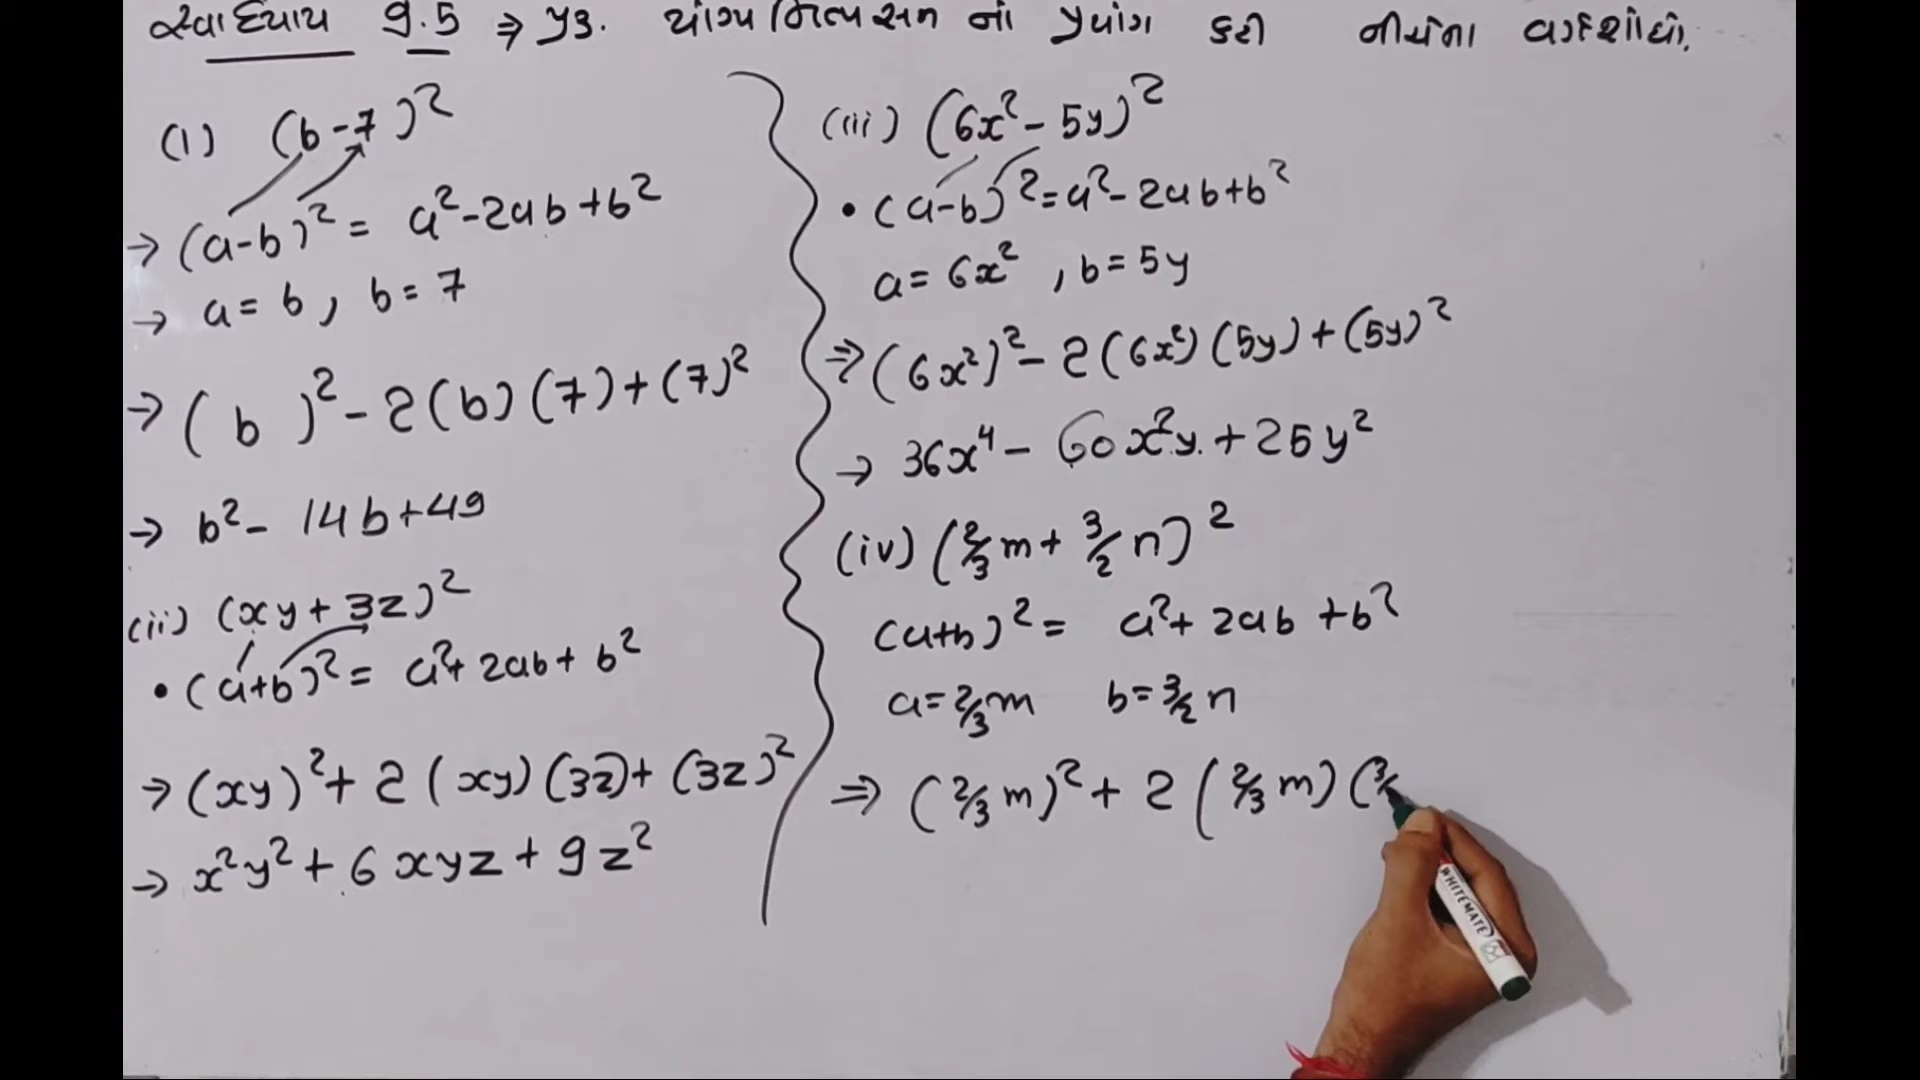 સ્વાધ્યાય 9.5 ⇒ પ્ર3. યોગ્ય નિત્યસમ નો પ્રયોગ કરી નીચેના વર્ગ શોધો.
(i) (b-7)²
→ (a-b)² = a²-2ab+b²
→ a = b, b = 7
→ (b)² - 2(b)(7)+(7)²
→ b² - 14b+49
(ii) (xy+3z)²
• (a+b)² = a²+2ab+b²
→ (xy)²+2(xy)(3z)+(3z)²
→ x²y²+6xyz+9z²
(iii) (6x²-5y)²
• (a-b)²=a²-2ab+b²
a = 6x², b = 5y
⇒ (6x²)²-2(6x²)(5y)+(5y)²
→ 36x⁴ - 60x²y+25y²
(iv) (2/3 m + 3/2 n)²
(a+b)² = a²+2ab+b²
a=2/3 m b=3/2 n
⇒ (2/3 m)²+2(2/3 m)(3/
WHITEMATE